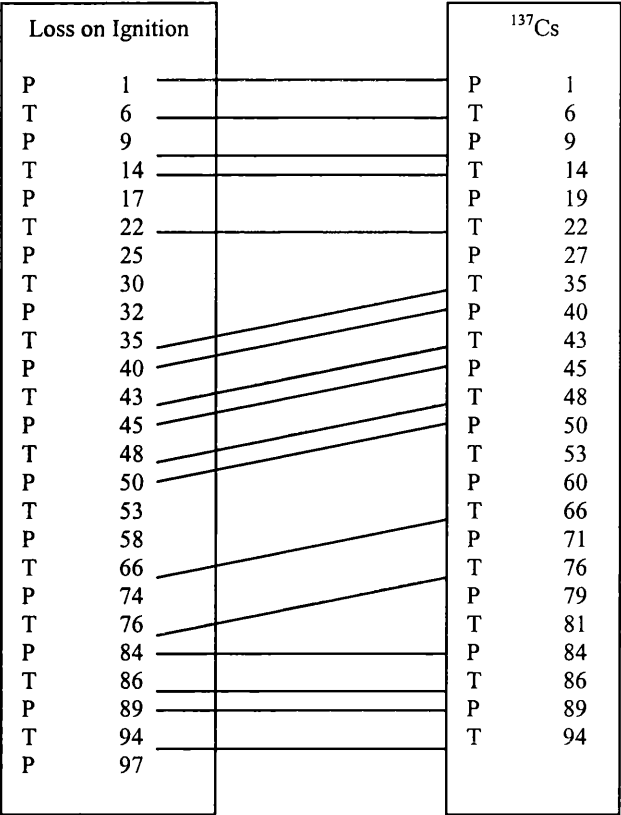 Loss on Ignition
P 1
T 6
P 9
T 14
P 17
T 22
P 25
T 30
P 32
T 35
P 40
T 43
P 45
T 48
P 50
T 53
P 58
T 66
P 74
T 76
P 84
T 86
P 89
T 94
P 97
¹³⁷Cs
P 1
T 6
P 9
T 14
P 19
T 22
P 27
T 35
P 40
T 43
P 45
T 48
P 50
T 53
P 60
T 66
P 71
T 76
P 79
T 81
P 84
T 86
P 89
T 94